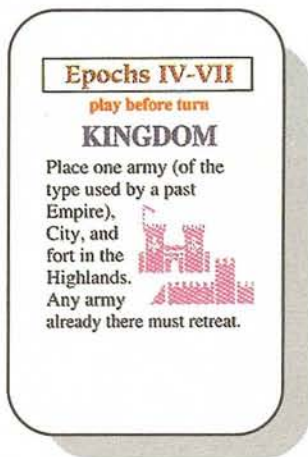 Epochs IV-VII
play before turn
KINGDOM
Place one army (of the
type used by a past
Empire),
City, and
fort in the
Highlands.
Any army
already there must retreat.